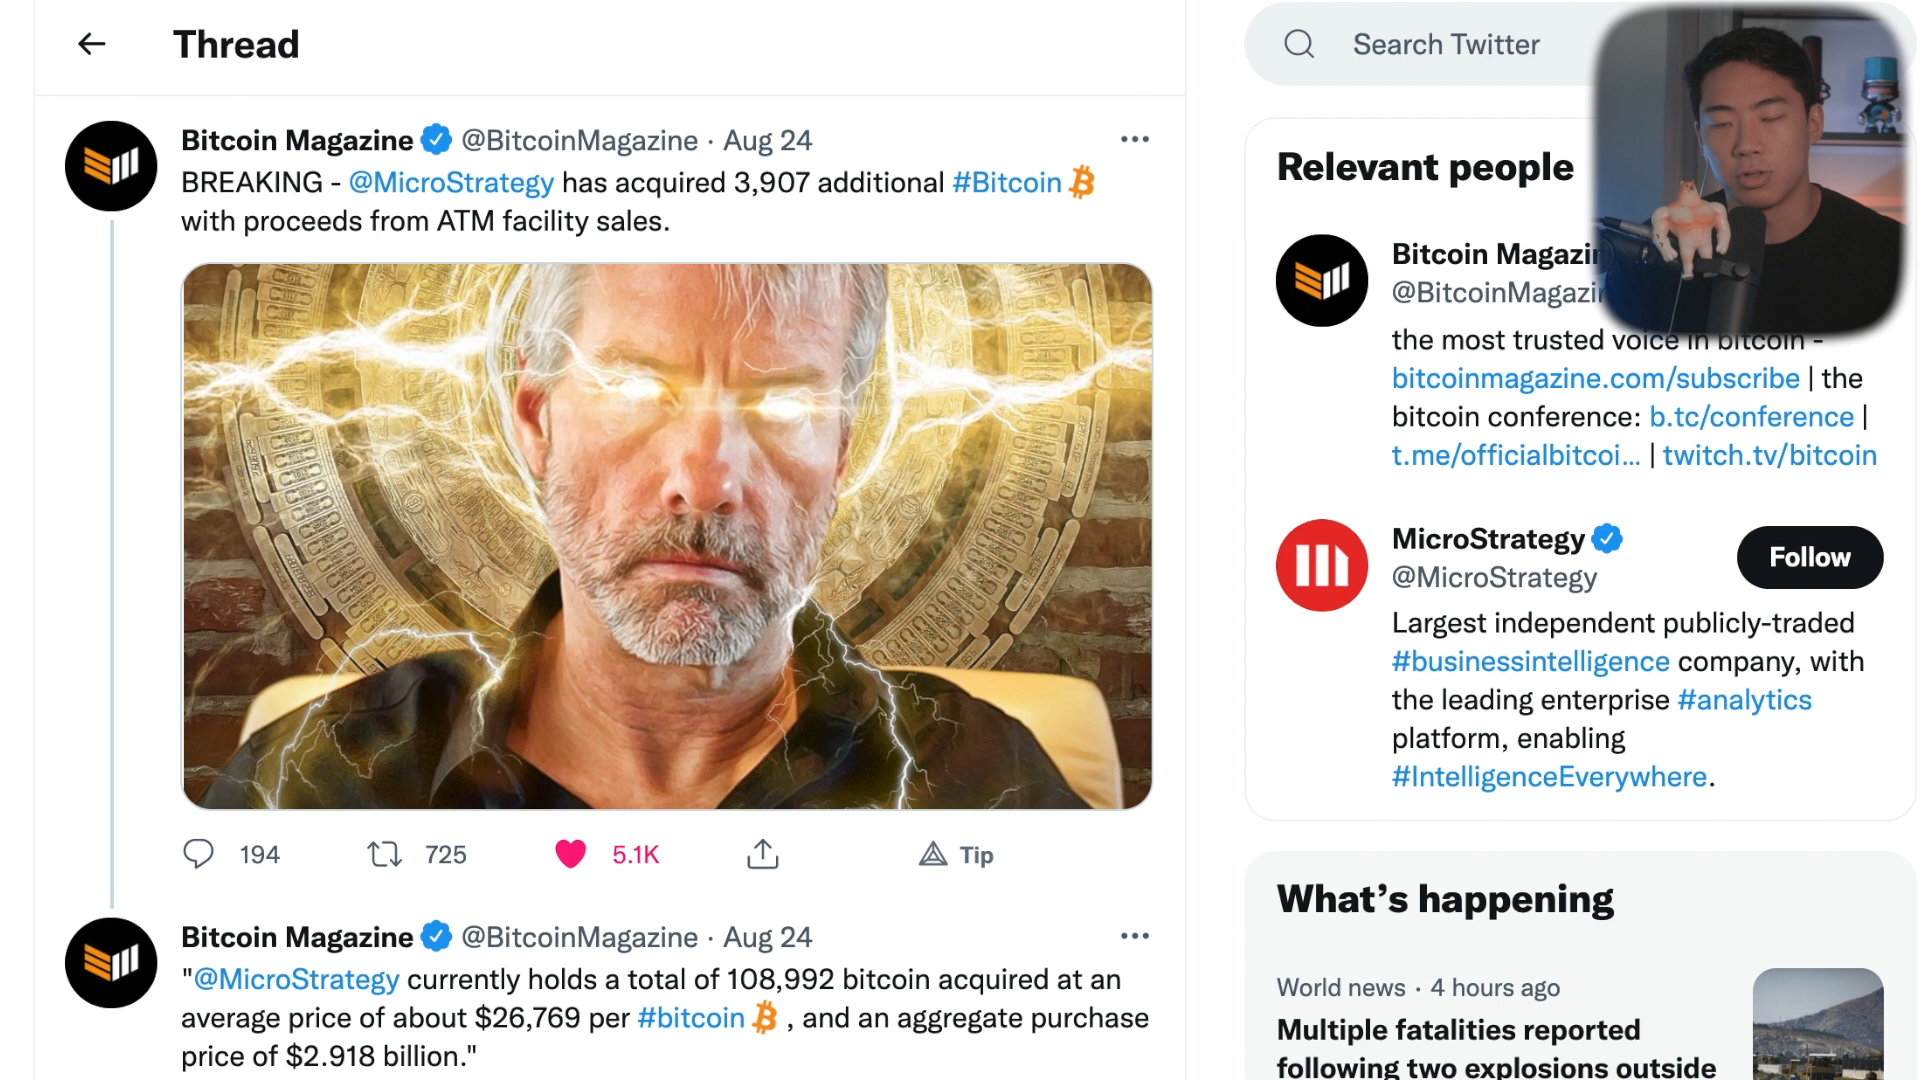 Thread
Search Twitter
Bitcoin Magazine @BitcoinMagazine · Aug 24
BREAKING - @MicroStrategy has acquired 3,907 additional #Bitcoin
with proceeds from ATM facility sales.
194
725
5.1K
Tip
Bitcoin Magazine @BitcoinMagazine · Aug 24
"@MicroStrategy currently holds a total of 108,992 bitcoin acquired at an
average price of about $26,769 per #bitcoin , and an aggregate purchase
price of $2.918 billion."
Relevant people
Bitcoin
the most trusted voice in bitcoin -
bitcoinmagazine.com/subscribe | the
bitcoin conference: b.tc/conference |
t.me/officialbitcoi... | twitch.tv/bitcoin
MicroStrategy
@MicroStrategy
Follow
Largest independent publicly-traded
#businessintelligence company, with
the leading enterprise #analytics
platform, enabling
#IntelligenceEverywhere.
What's happening
World news · 4 hours ago
Multiple fatalities reported
following two explosions outside